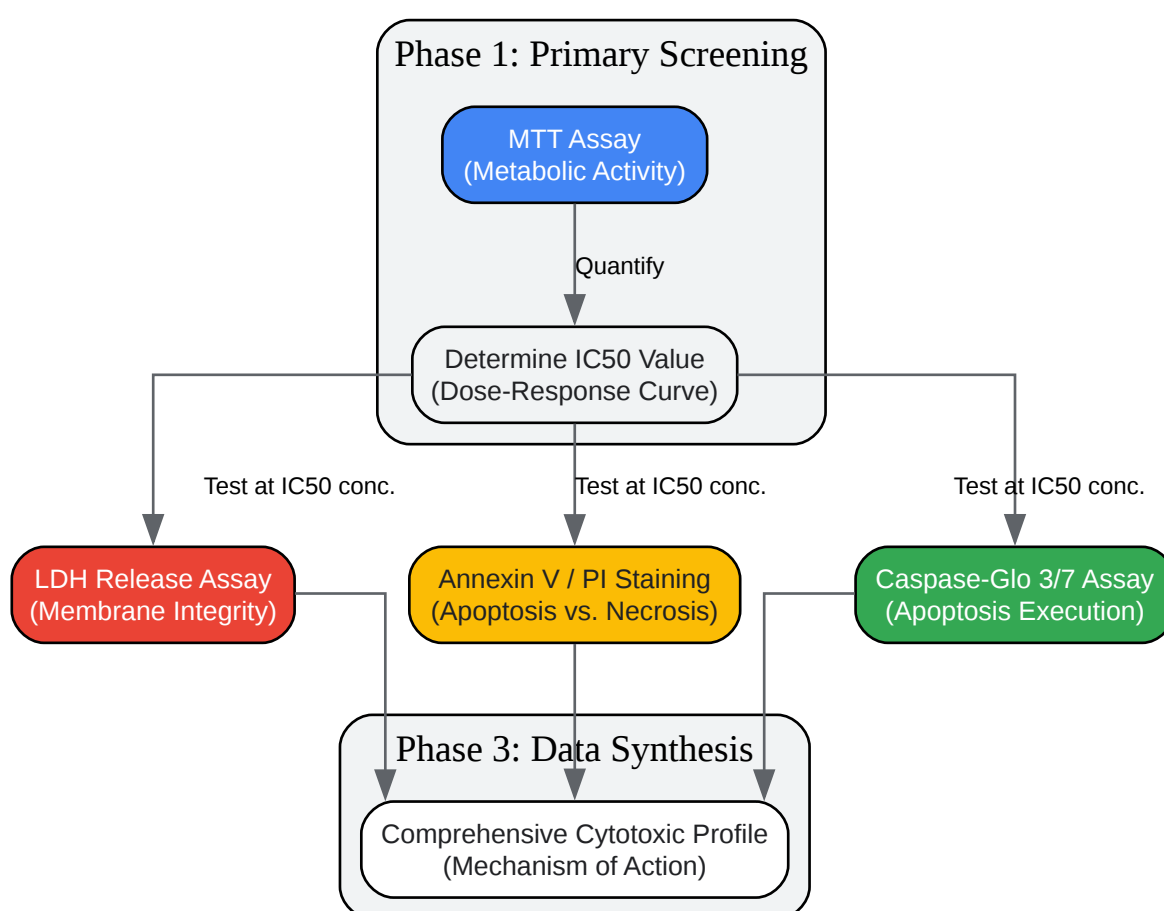 Phase 1: Primary Screening
MTT Assay
(Metabolic Activity)
Quantify
Determine IC50 Value
(Dose-Response Curve)
Test at IC50 conc.
Test at IC50 conc.
Test at IC50 conc.
LDH Release Assay
(Membrane Integrity)
Annexin V / PI Staining
(Apoptosis vs. Necrosis)
Caspase-Glo 3/7 Assay
(Apoptosis Execution)
Phase 3: Data Synthesis
Comprehensive Cytotoxic Profile
(Mechanism of Action)